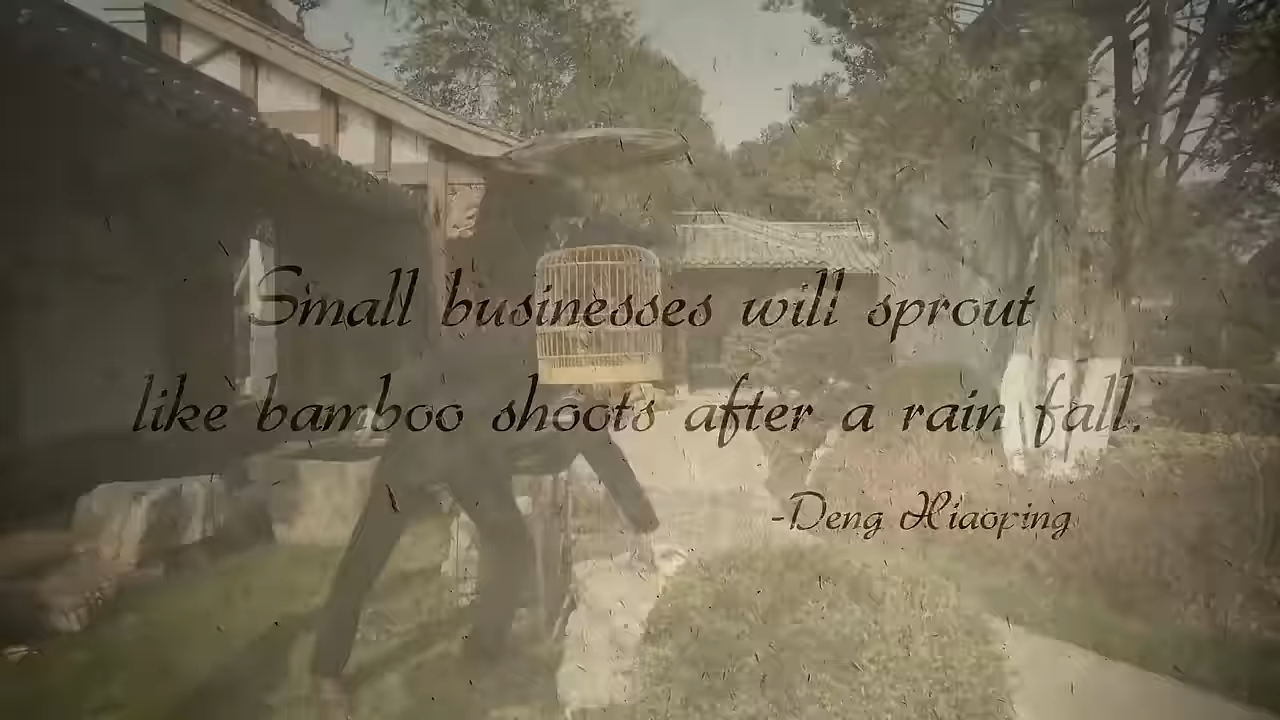 Small businesses will sprout
like bamboo shoots after a rain fall.
-Deng Xiaoping